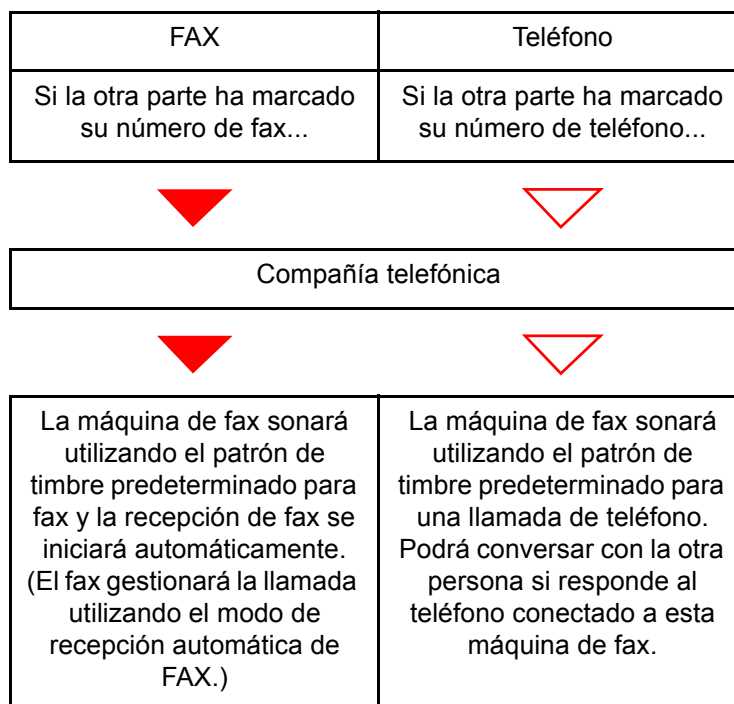 FAX
Teléfono
Si la otra parte ha marcado
su número de fax...
Si la otra parte ha marcado
su número de teléfono...
Compañía telefónica
La máquina de fax sonará
utilizando el patrón de
timbre predeterminado para
fax y la recepción de fax se
iniciará automáticamente.
(El fax gestionará la llamada
utilizando el modo de
recepción automática de
FAX.)
La máquina de fax sonará
utilizando el patrón de
timbre predeterminado para
una llamada de teléfono.
Podrá conversar con la otra
persona si responde al
teléfono conectado a esta
máquina de fax.